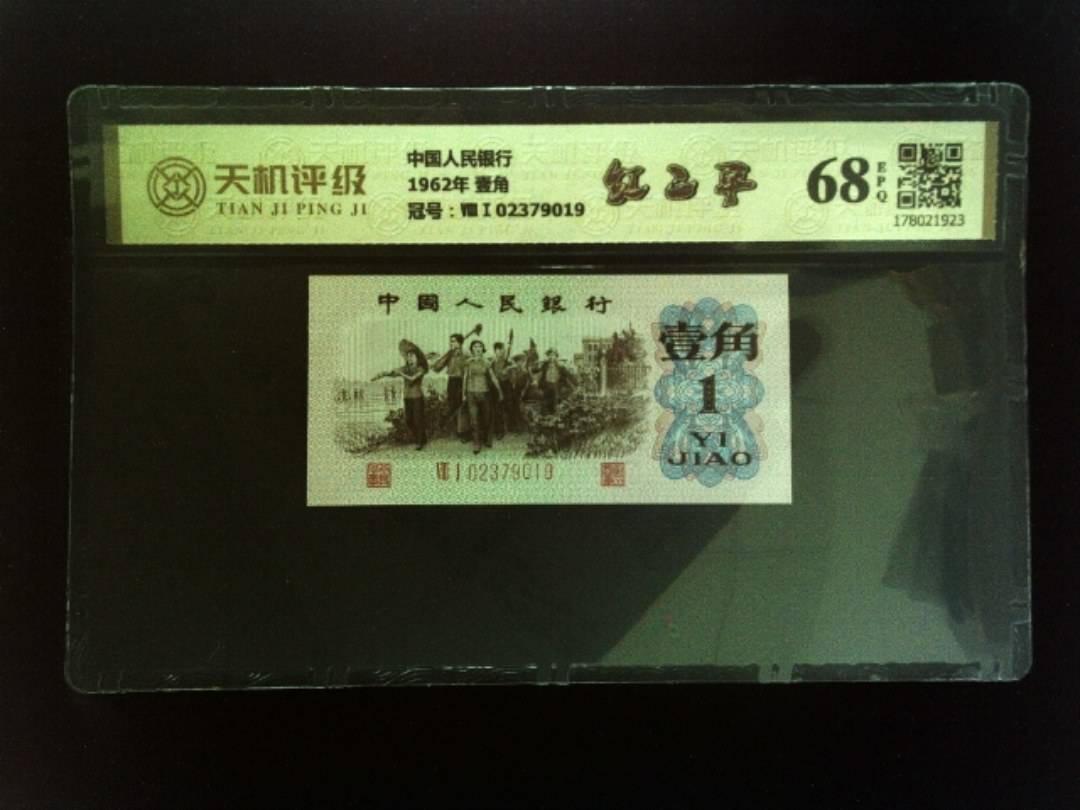 天机评级
TIAN JI PING JI
中国人民银行
1962年 壹角
冠号：Ⅷ Ⅰ 02379019
红二平
68
EPQ
178021923
中國人民銀行
壹角
1
YI
JIAO
Ⅷ Ⅰ 02379019